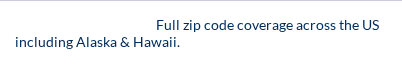 Full zip code coverage across the US
including Alaska & Hawaii.